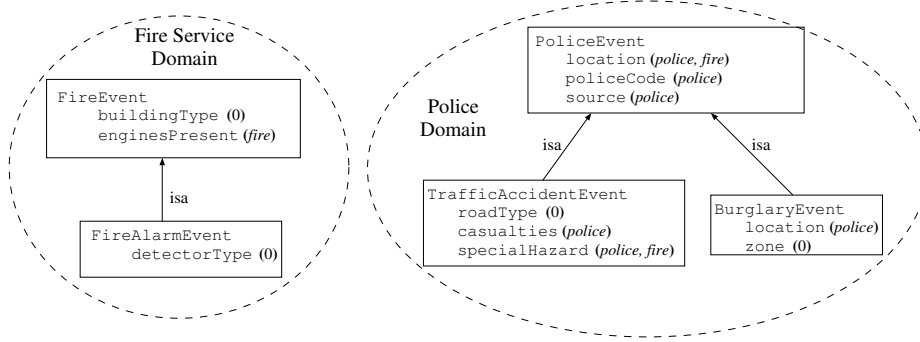 Fire Service
Domain
FireEvent
buildingType (0)
enginesPresent (fire)
isa
FireAlarmEvent
detectorType (0)
PoliceEvent
location (police, fire)
policeCode (police)
source (police)
Police
Domain
isa
isa
TrafficAccidentEvent
roadType (0)
casualties (police)
specialHazard (police, fire)
BurglaryEvent
location (police)
zone (0)